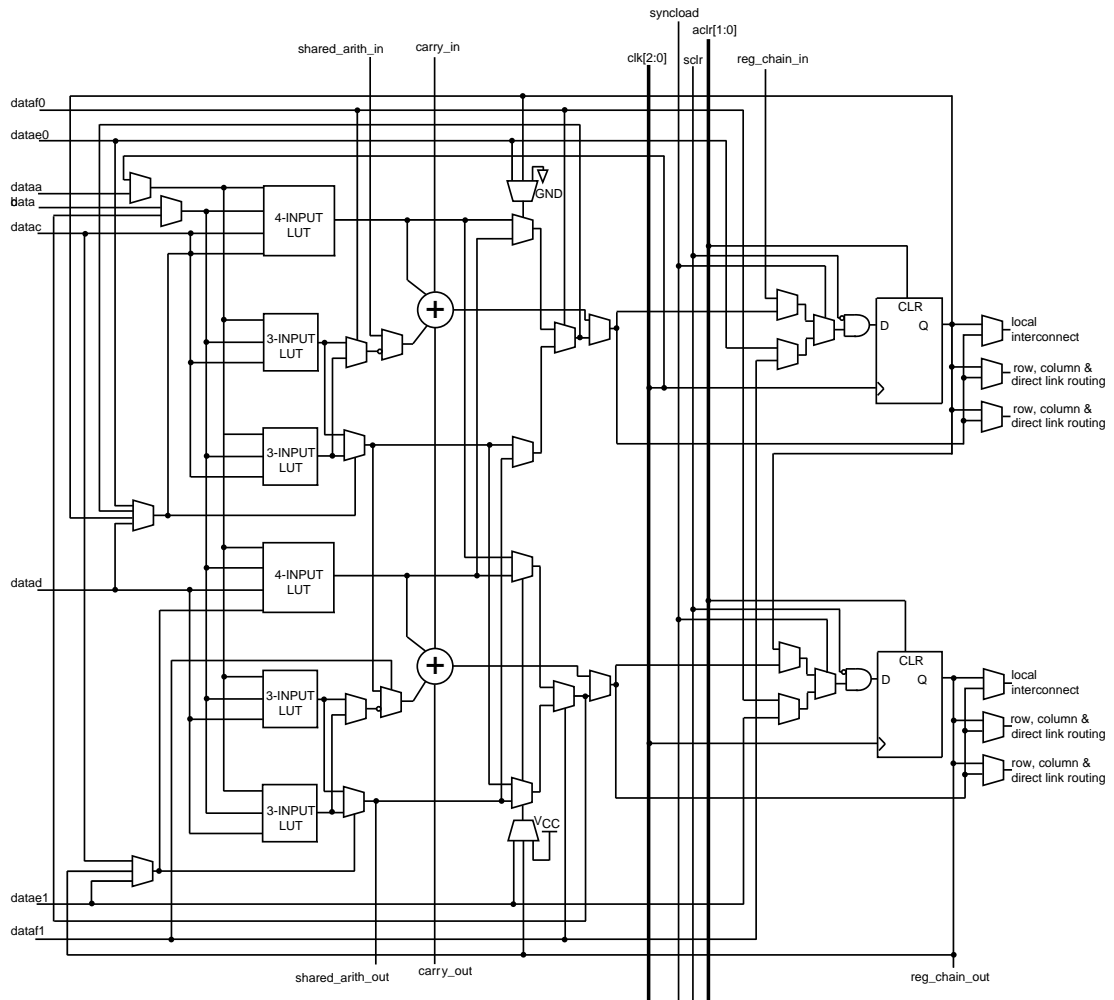 syncload
aclr[1:0]
shared_arith_in
carry_in
clk[2:0]
sclr
reg_chain_in
dataf0
datae0
dataa
data
datac
GND
4-INPUT
LUT
3-INPUT
LUT
+
CLR
D
Q
local
interconnect
row, column &
direct link routing
row, column &
direct link routing
3-INPUT
LUT
4-INPUT
LUT
datad
3-INPUT
LUT
+
CLR
D
Q
local
interconnect
row, column &
direct link routing
row, column &
direct link routing
3-INPUT
LUT
VCC
datae1
dataf1
shared_arith_out
carry_out
reg_chain_out